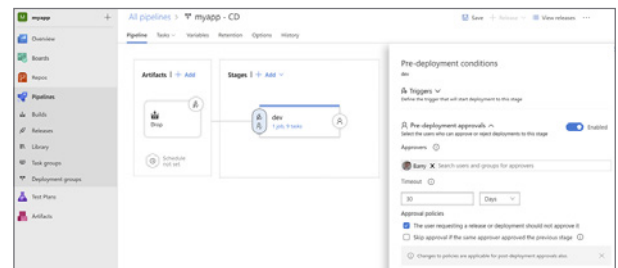 myapp
+
Overview
Boards
Repos
Pipelines
Builds
Releases
Library
Task groups
Deployment groups
Test Plans
Artifacts
All pipelines > myapp - CD
Save + Release View releases ...
Pipeline Tasks Variables Retention Options History
Artifacts | + Add
Stages | + Add
Drop
Schedule
not set
dev
1 job, 9 tasks
Pre-deployment conditions
dev
Triggers
Define the trigger that will start deployment to this stage
Pre-deployment approvals
Enabled
Select the users who can approve or reject deployments to this stage
Approvers
Barry X Search users and groups for approvers
Timeout
30 Days
Approval policies
The user requesting a release or deployment should not approve it
Skip approval if the same approver approved the previous stage
Changes to policies are applicable for post-deployment approvals also.